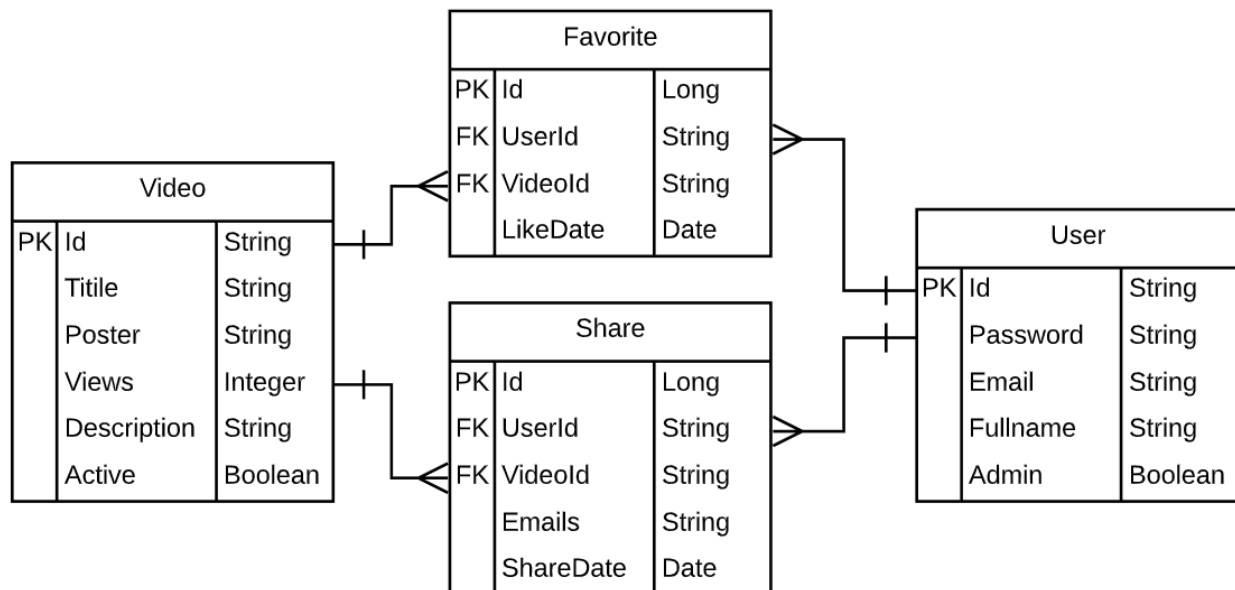 Favorite
PK Id Long
FK UserId String
FK VideoId String
LikeDate Date
Video
PK Id String
Titile String
Poster String
Views Integer
Description String
Active Boolean
Share
PK Id Long
FK UserId String
FK VideoId String
Emails String
ShareDate Date
User
PK Id String
Password String
Email String
Fullname String
Admin Boolean